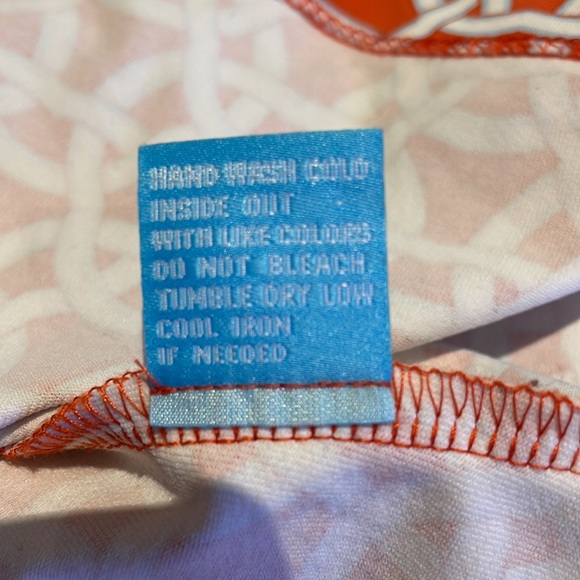 HAND WASH COLD
INSIDE OUT
WITH LIKE COLORS
DO NOT BLEACH
TUMBLE DRY LOW
COOL IRON
IF NEEDED